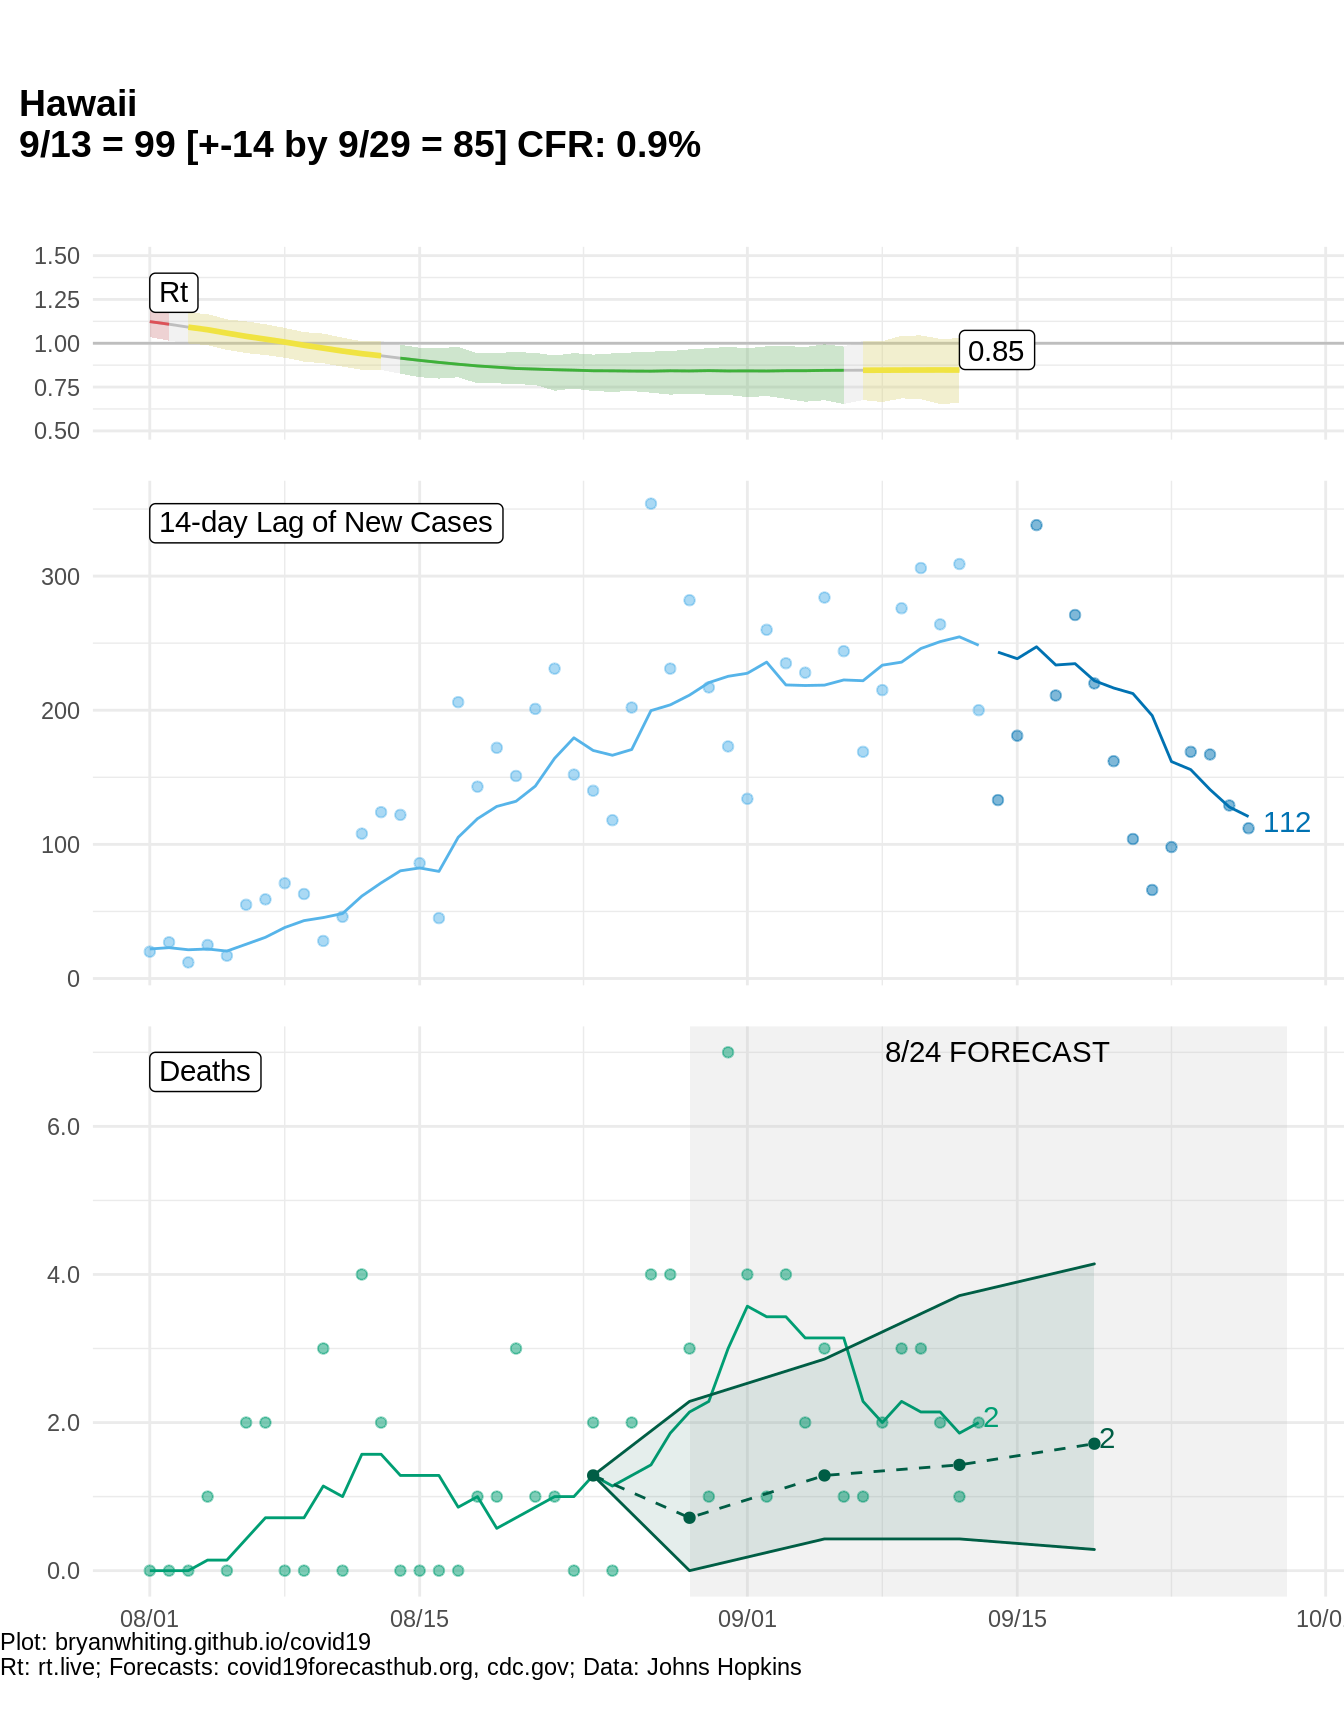 Hawaii
9/13 = 99 [+-14 by 9/29 = 85] CFR: 0.9%
1.50
1.25
1.00
0.75
0.50
Rt
0.85
14-day Lag of New Cases
300
200
100
0
112
Deaths
8/24 FORECAST
6.0
4.0
2.0
0.0
2
2
08/01 08/15 09/01 09/15 10/0
Plot: bryanwhiting.github.io/covid19
Rt: rt.live; Forecasts: covid19forecasthub.org, cdc.gov; Data: Johns Hopkins